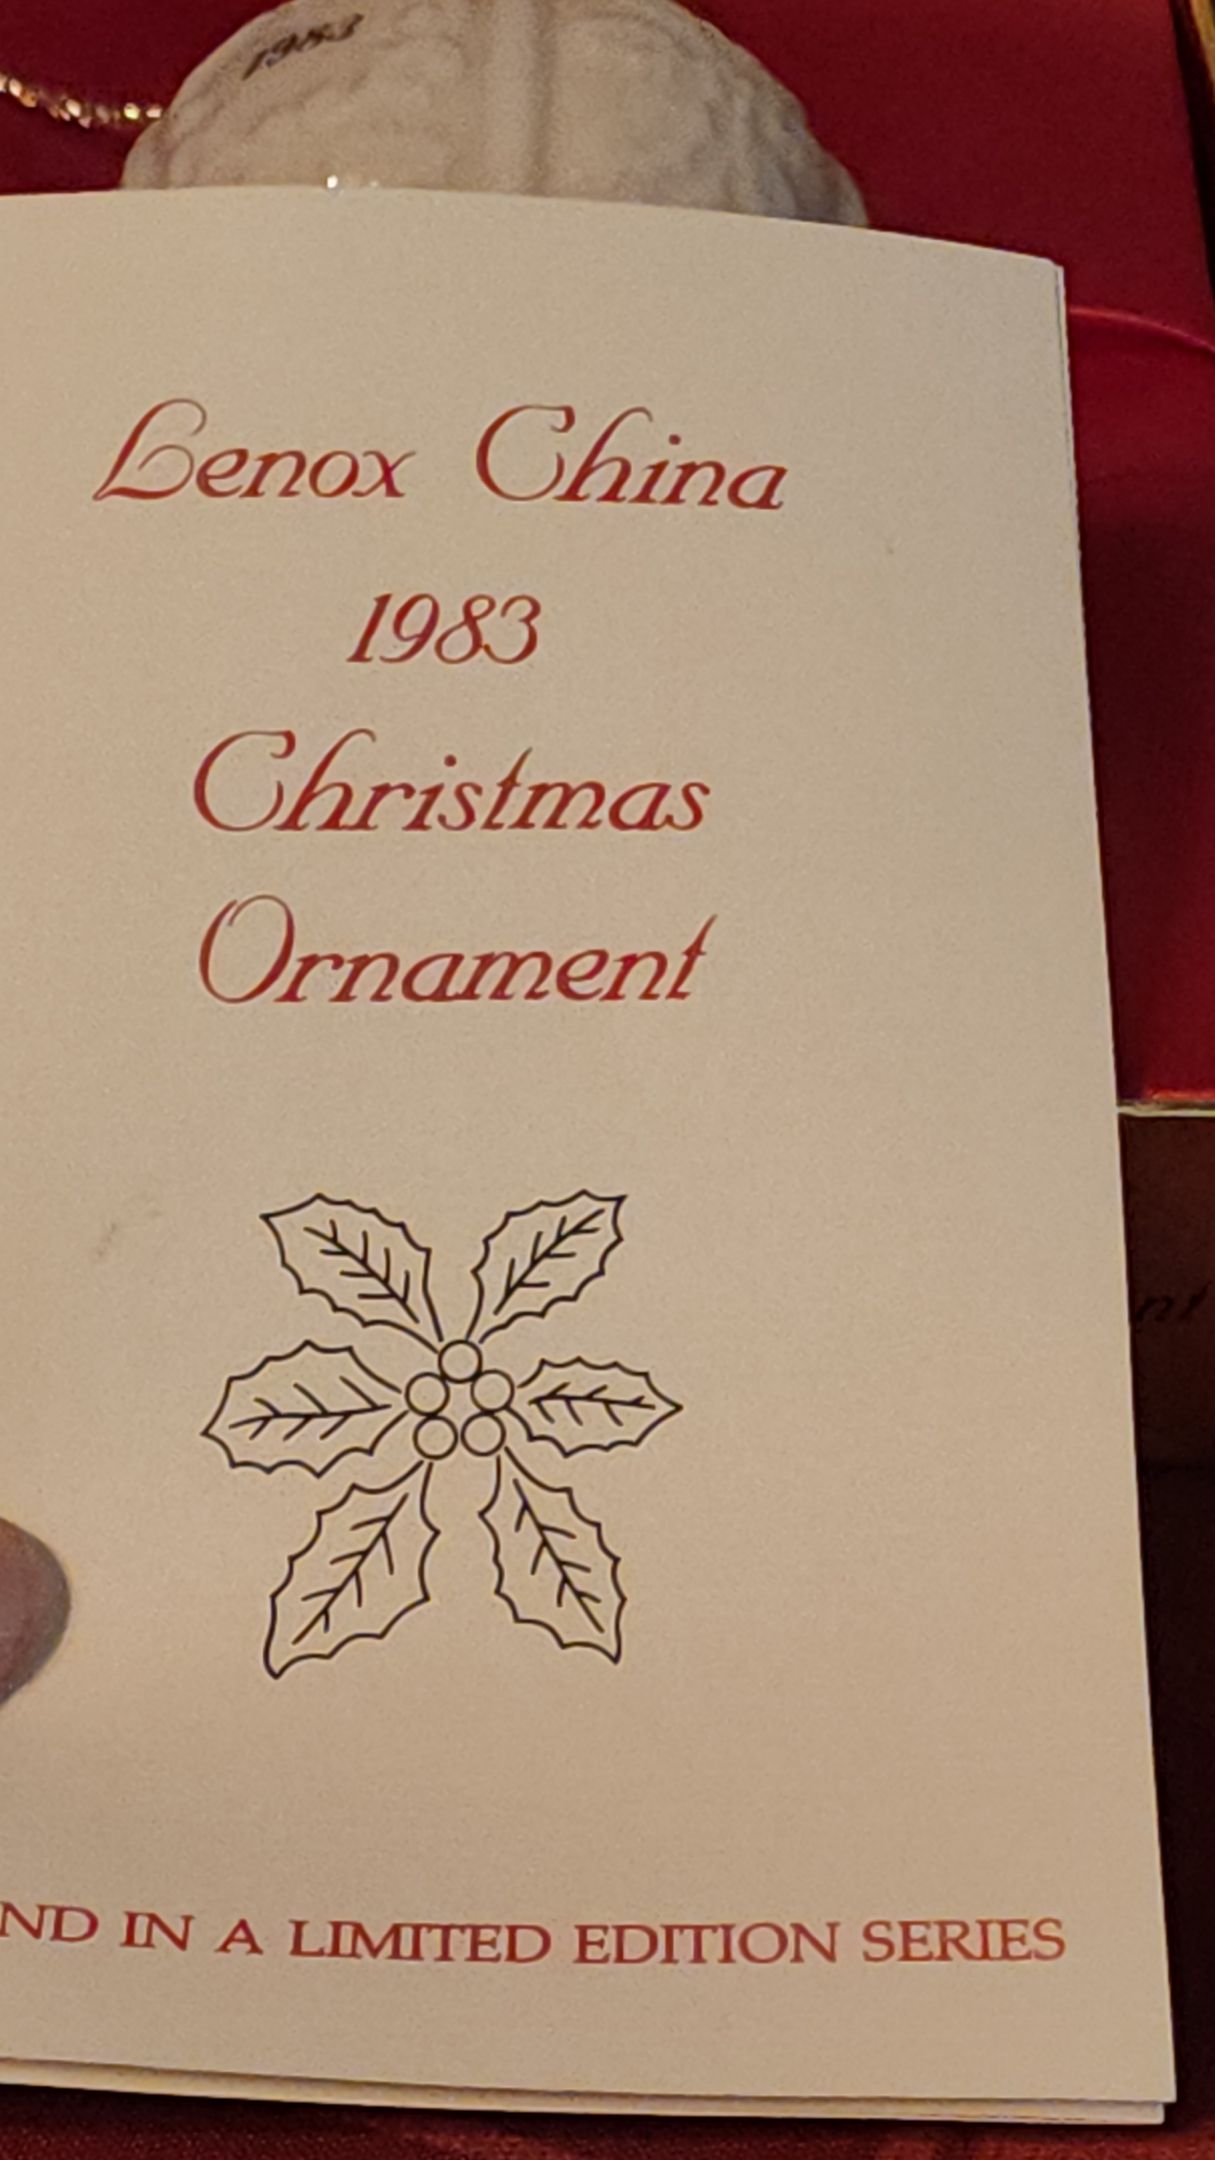 1983
Lenox China
1983
Christmas
Ornament
ND IN A LIMITED EDITION SERIES